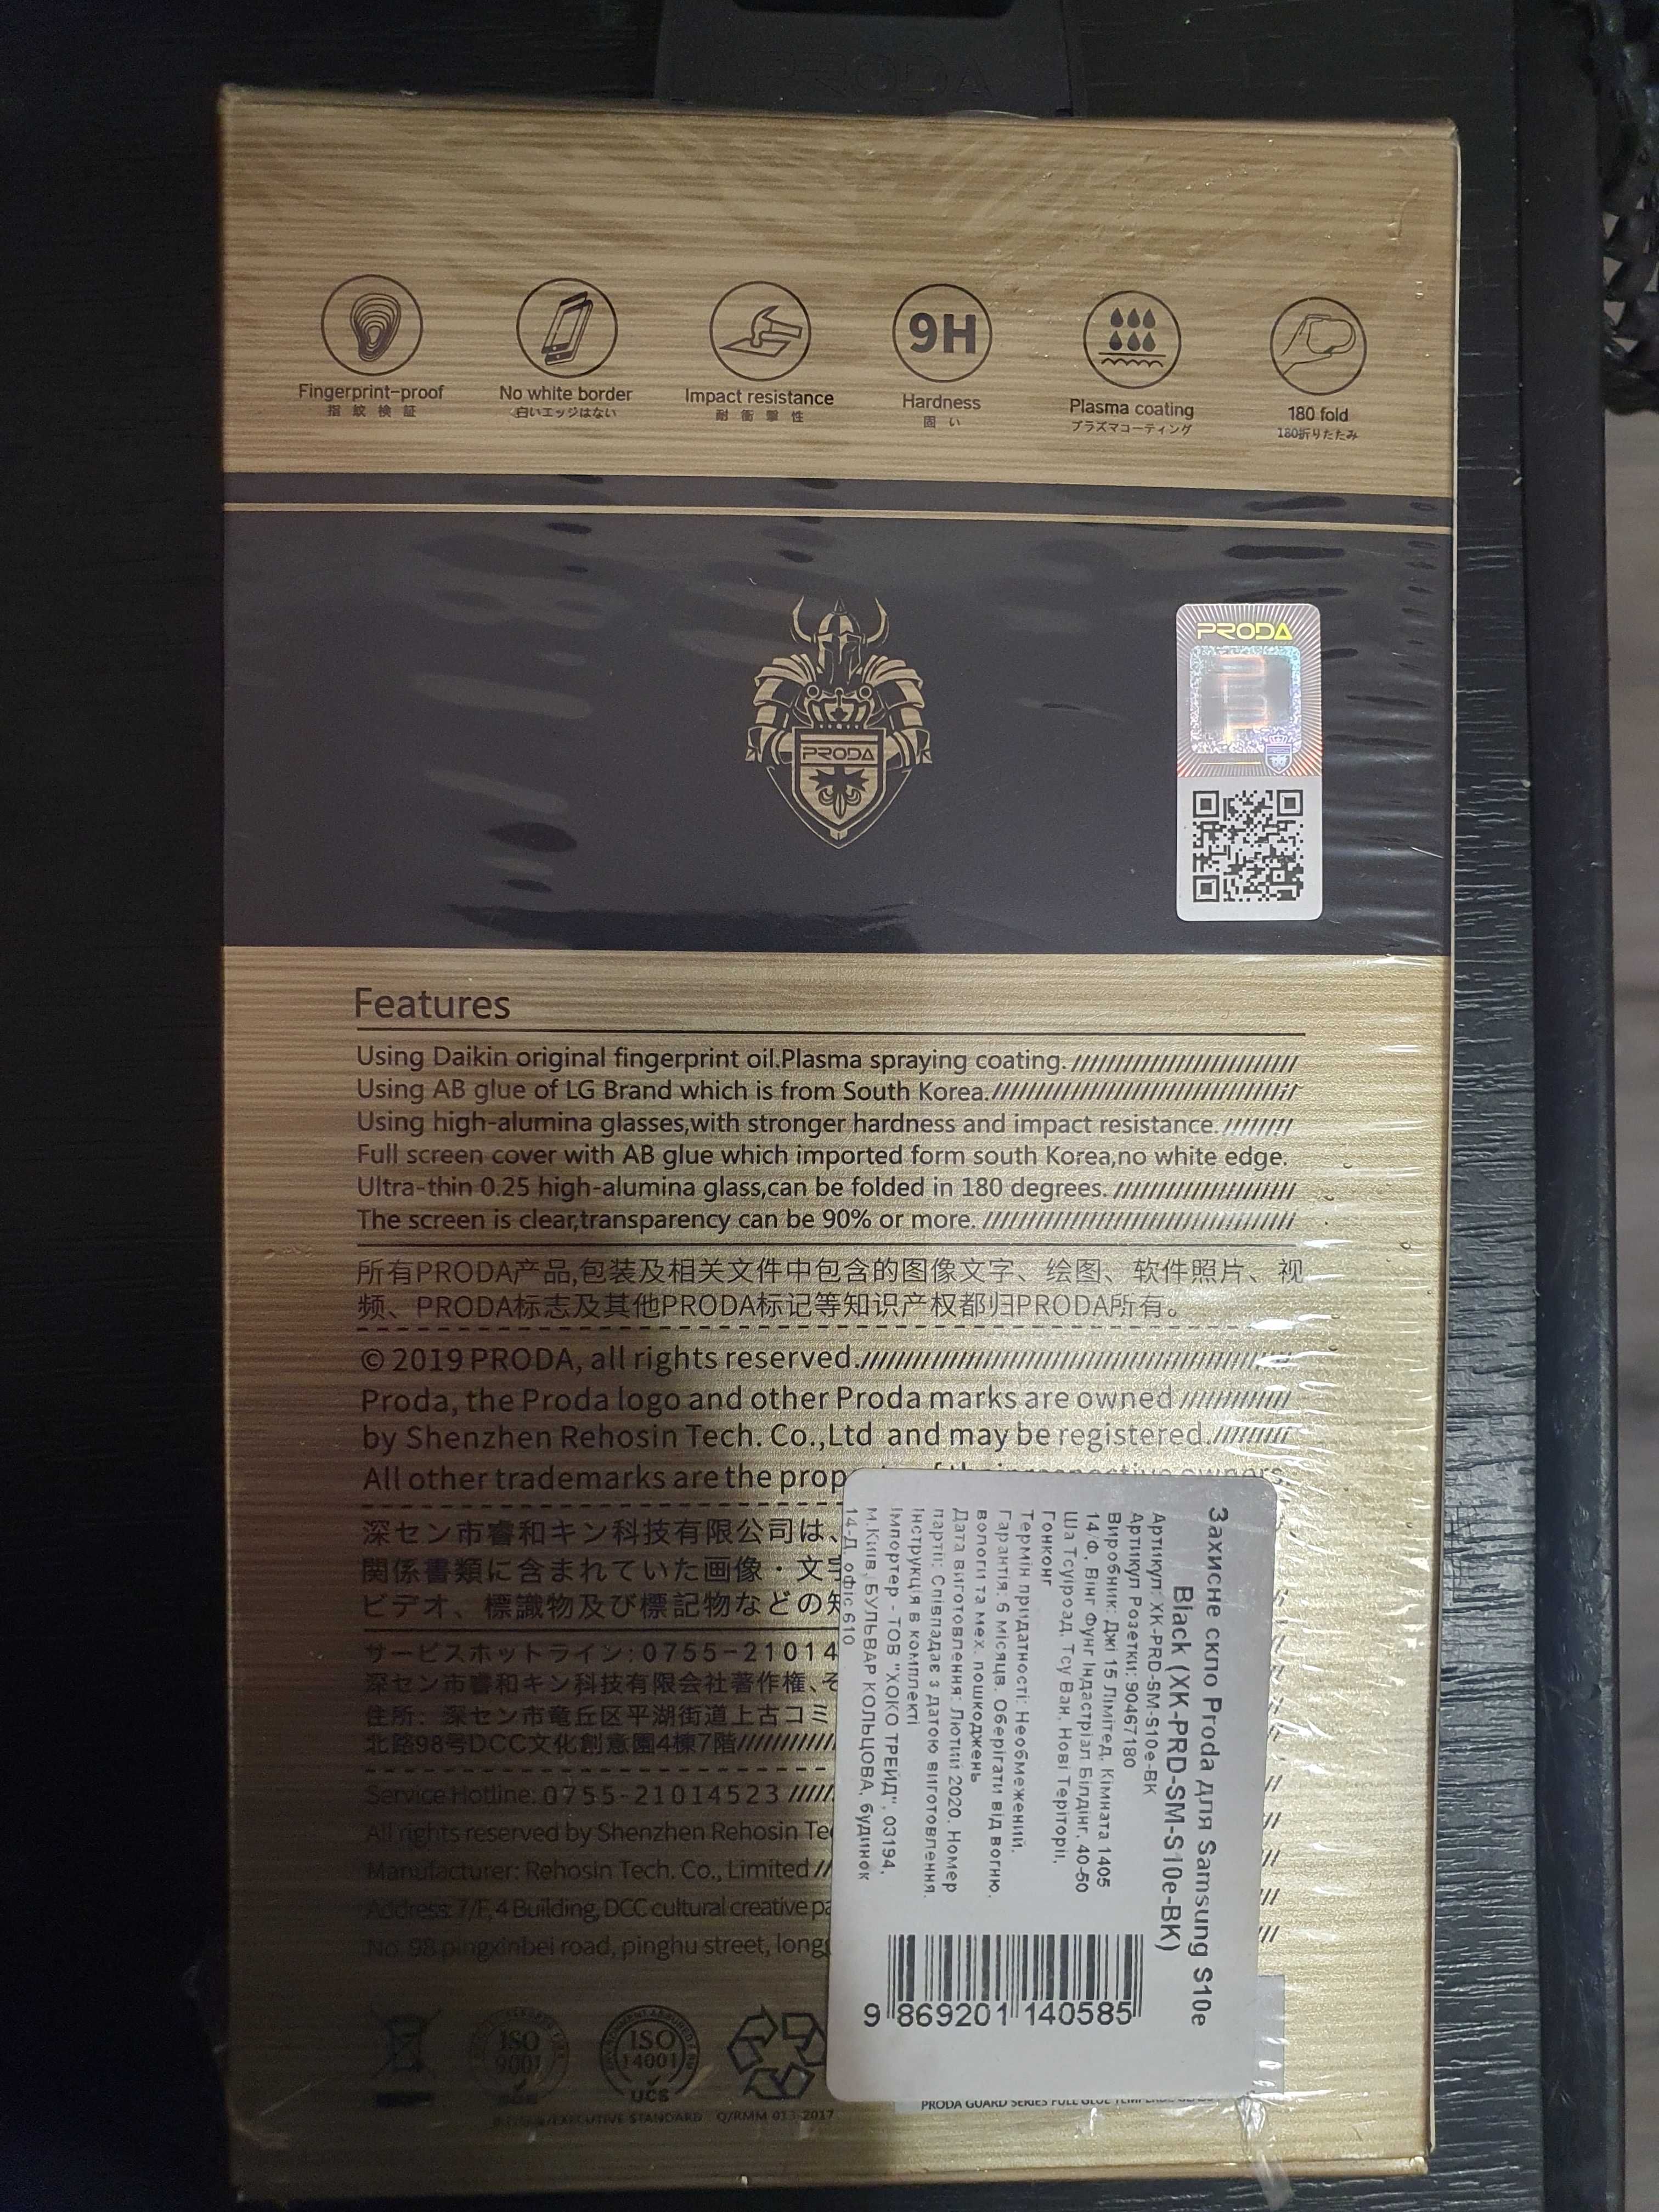 PRODA
Fingerprint-proof
指紋検証
No white border
白いエッジはない
Impact resistance
耐衝撃性
9H
Hardness
固い
Plasma coating
プラズマコーティング
180 fold
180折りたたみ
PRODA
PRODA
Features
Using Daikin original fingerprint oil.Plasma spraying coating.
Using AB glue of LG Brand which is from South Korea.
Using high-alumina glasses,with stronger hardness and impact resistance.
Full screen cover with AB glue which imported form south Korea,no white edge.
Ultra-thin 0.25 high-alumina glass,can be folded in 180 degrees.
The screen is clear,transparency can be 90% or more.
所有PRODA产品,包装及相关文件中包含的图像文字、绘图、软件照片、视
频、PRODA标志及其他PRODA标记等知识产权都归PRODA所有。
© 2019 PRODA, all rights reserved.
Proda, the Proda logo and other Proda marks are owned
by Shenzhen Rehosin Tech. Co.,Ltd and may be registered.
All other trademarks are the property of their respective owners.
深セン市睿和キン科技有限公司は、
関係書類に含まれていた画像・文字
ビデオ、標識物及び標記物などの知
サービスホットライン:0755-21014
深セン市睿和キン科技有限会社著作権、そ
住所: 深セン市竜丘区平湖街道上古コミ
北路98号DCC文化創意園4棟7階
Service Hotline: 0755-21014523
All rights reserved by Shenzhen Rehosin Te
Manufacturer: Rehosin Tech. Co., Limited
Address: 7/F, 4 Building, DCC cultural creative pa
No. 98 pingxinbei road, pinghu street, longg
ISO
9001
ISO
14001
UCS
/EXECUTIVE STANDARD Q/RMM 013-2017
PRODA GUARD SERIES FULL GLUE
Захисне скло Proda для Samsung S10e
Black (XK-PRD-SM-S10e-BK)
Артикул: XK-PRD-SM-S10e-BK
Артикул Розетки: 90467180
Виробник: Джі 15 Лімітед, Кімната 1405
14.Ф, Вінг Фунг Індастріал Білдінг, 40-50
Ша Тсуі роад, Тсу Ван, Нові Теріторіі,
Гонконг
Термін придатності: Необмежений.
Гарантія: 6 місяців. Оберігати від вогню,
вологи та мех. пошкоджень
Дата виготовлення: Лютий 2020. Номер
партії: Співпадає з датою виготовлення.
Інструкція в комплекті
Імпортер - ТОВ "ХОКО ТРЕЙД", 03194,
м.Київ, БУЛЬВАР КОЛЬЦОВА, будинок
14-Д, офіс 610
9 869201 140585